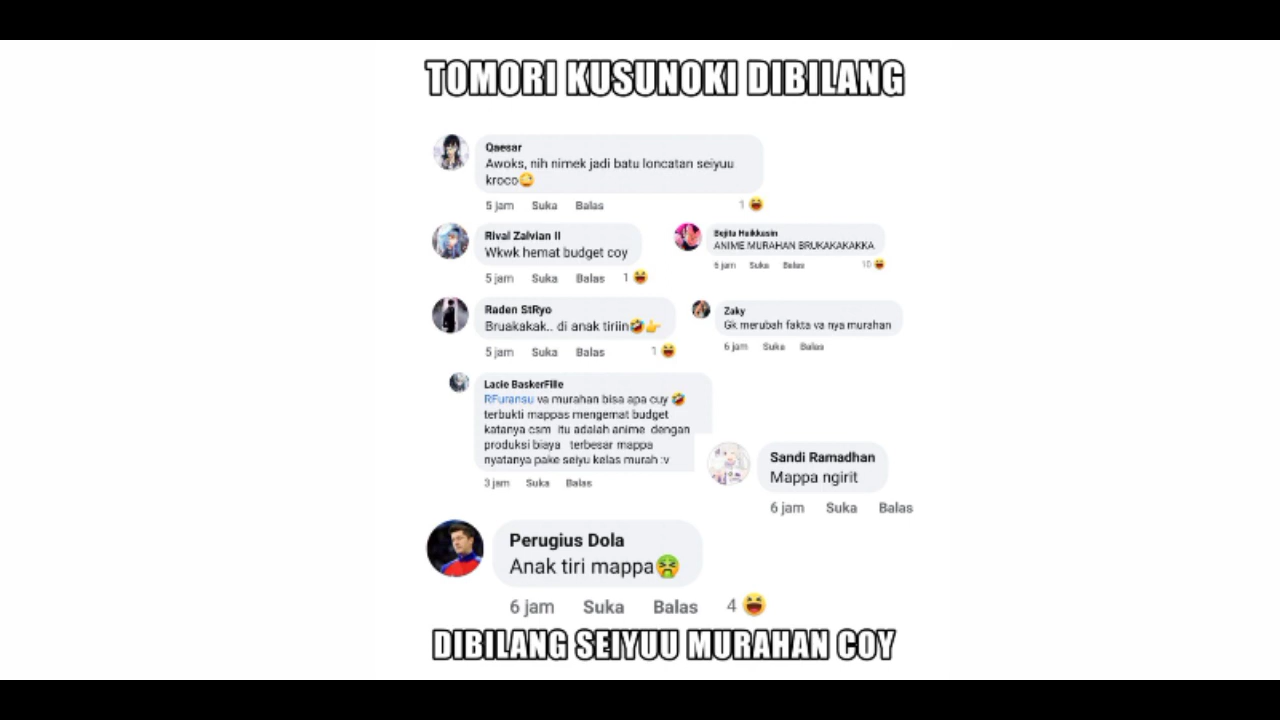 TOMORI KUSUNOKI DIBILANG
Qaesar
Awoks, nih nimek jadi batu loncatan seiyuu
kroco😅
5 jam Suka Balas 1 😆
Rival Zalvian II
Wkwk hemat budget coy
5 jam Suka Balas 1 😆
Bejita Haikkusin
ANIME MURAHAN BRUKAKAKAKKA
6 jam Suka Balas 10 😆
Raden StRyo
Bruakakak.. di anak tiriin🤣👉
5 jam Suka Balas 1 😆
Zaky
Gk merubah fakta va nya murahan
6 jam Suka Balas
Lacie BaskerFille
RFuransu va murahan bisa apa cuy 🤣
terbukti mappas mengemat budget
katanya csm itu adalah anime dengan
produksi biaya terbesar mappa
nyatanya pake seiyu kelas murah :v
3 jam Suka Balas
Sandi Ramadhan
Mappa ngirit
6 jam Suka Balas
Perugius Dola
Anak tiri mappa🤮
6 jam Suka Balas 4 😆
DIBILANG SEIYUU MURAHAN COY